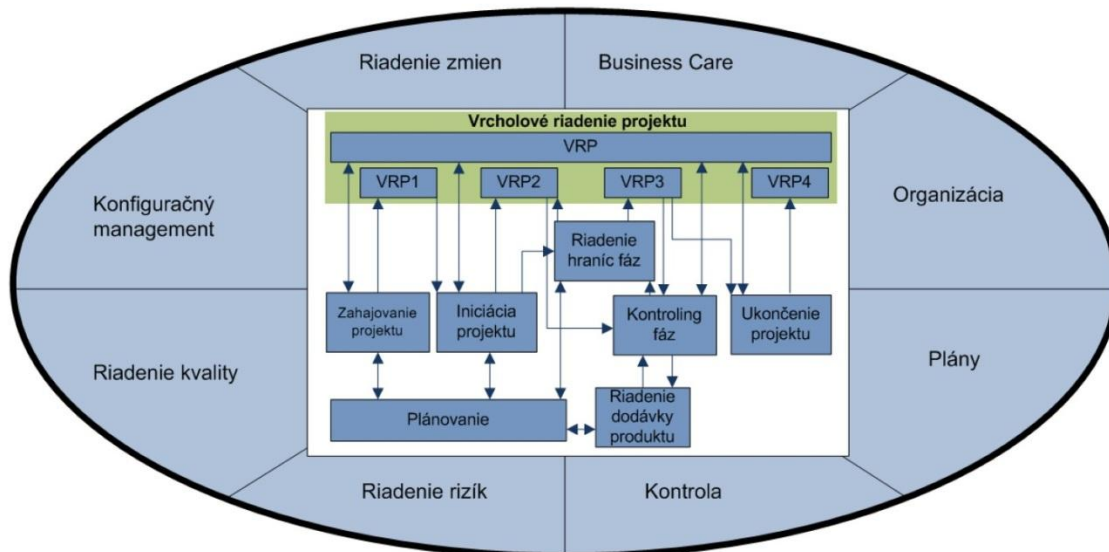 Riadenie zmien
Business Care
Konfiguračný
management
Organizácia
Riadenie kvality
Plány
Riadenie rizík
Kontrola
Vrcholové riadenie projektu
VRP
VRP1
VRP2
VRP3
VRP4
Riadenie
hraníc fáz
Zahajovanie
projektu
Iniciácia
projektu
Kontroling
fáz
Ukončenie
projektu
Plánovanie
Riadenie
dodávky
produktu